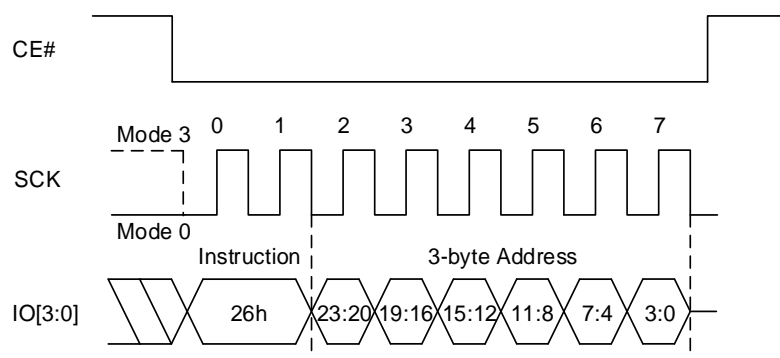 CE#
Mode 3
0 1 2 3 4 5 6 7
SCK
Mode 0
Instruction 3-byte Address
IO[3:0] 26h 23:20 19:16 15:12 11:8 7:4 3:0